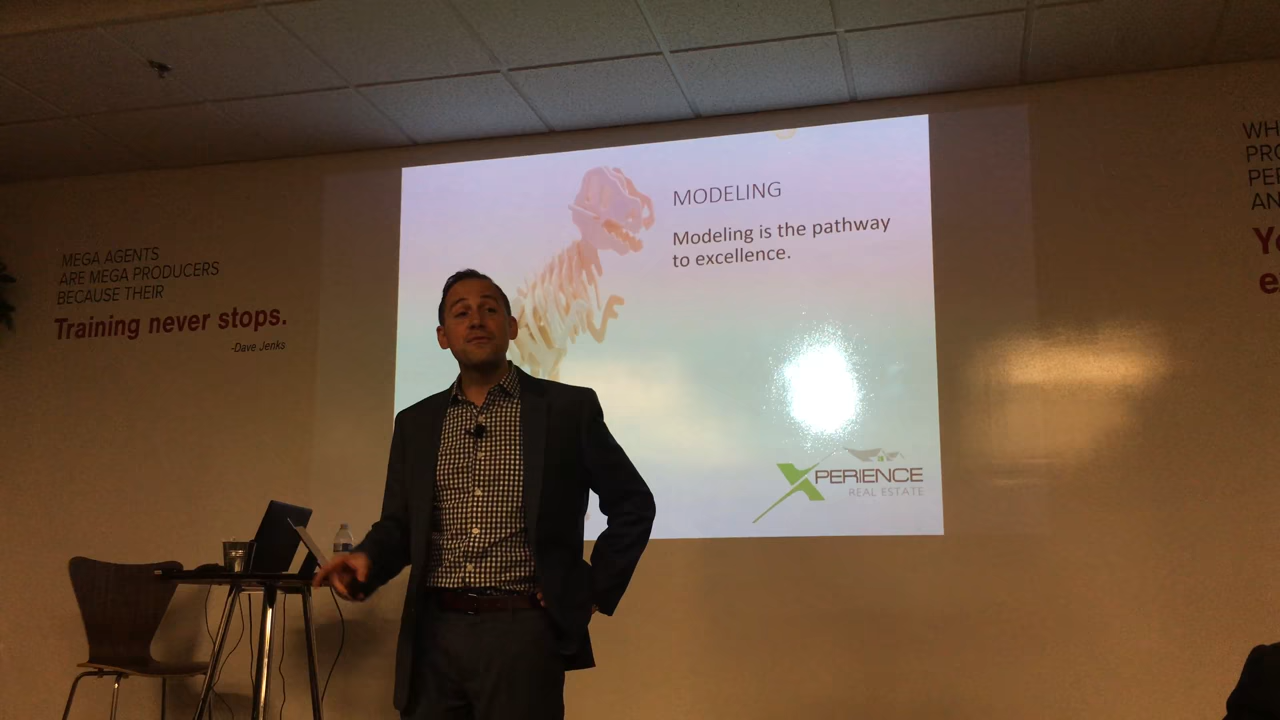 MEGA AGENTS
ARE MEGA PRODUCERS
BECAUSE THEIR
Training never stops.
-Dave Jenks
MODELING
Modeling is the pathway
to excellence.
XPERIENCE
REAL ESTATE